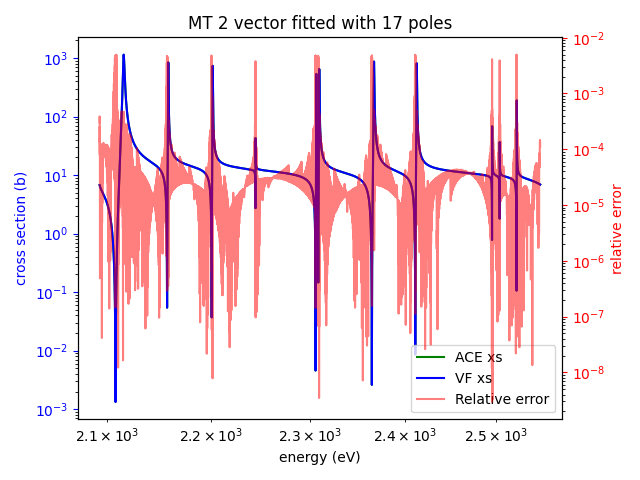 MT 2 vector fitted with 17 poles
cross section (b)
10³
10²
10¹
10⁰
10⁻¹
10⁻²
10⁻³
10⁻²
10⁻³
10⁻⁴
10⁻⁵
10⁻⁶
10⁻⁷
10⁻⁸
relative error
ACE xs
VF xs
Relative error
2.1 × 10³ 2.2 × 10³ 2.3 × 10³ 2.4 × 10³ 2.5 × 10³
energy (eV)